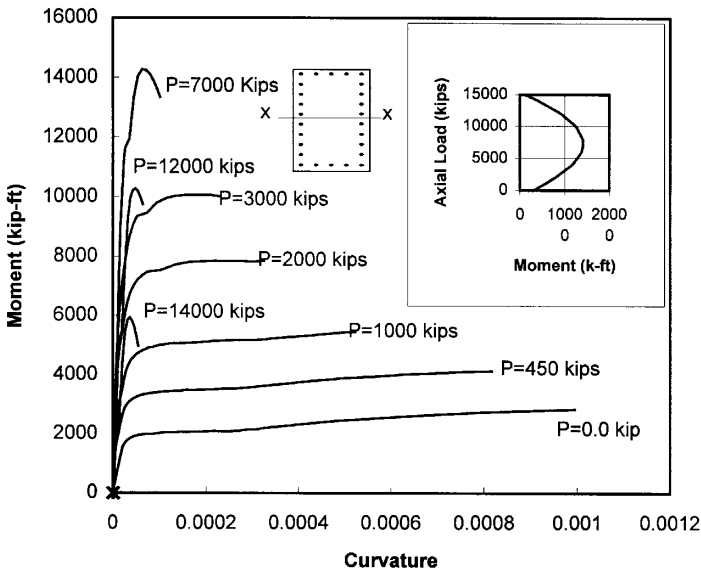 16000
14000
12000
10000
8000
6000
4000
2000
0
Moment (kip-ft)
P=7000 Kips
P=12000 kips
P=3000 kips
P=2000 kips
P=14000 kips
P=1000 kips
P=450 kips
P=0.0 kip
x
x
Axial Load (kips)
15000
10000
5000
0
0 1000 2000
0 0
Moment (k-ft)
0 0.0002 0.0004 0.0006 0.0008 0.001 0.0012
Curvature